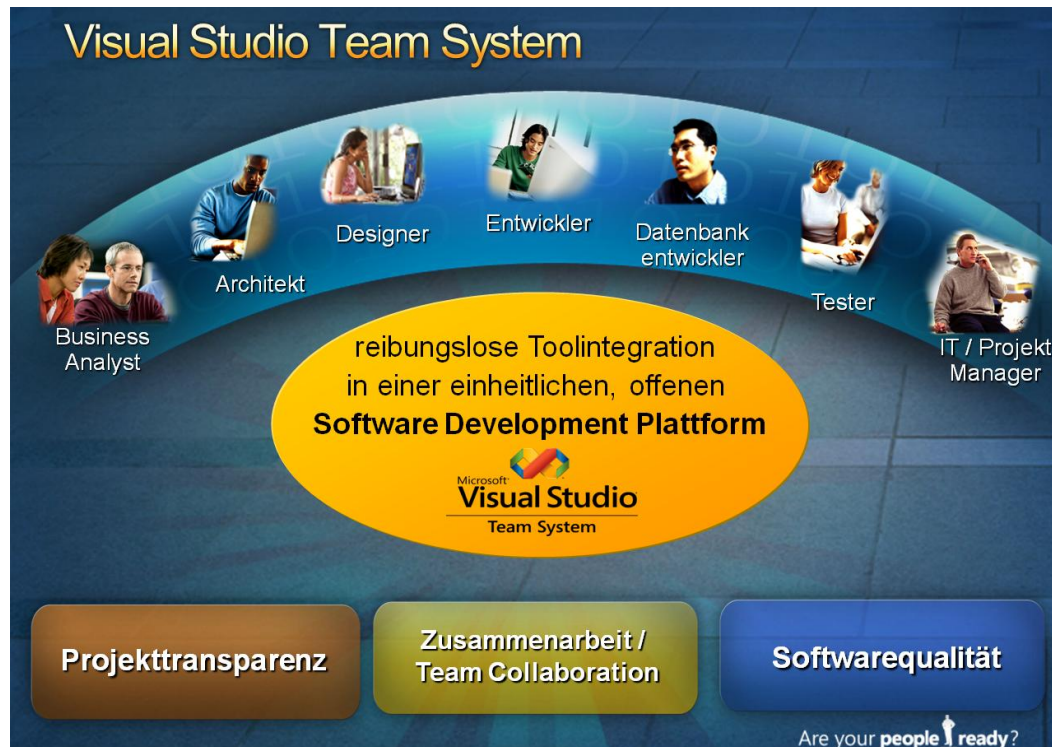 Visual Studio Team System
Business
Analyst
Architekt
Designer
Entwickler
Datenbank
entwickler
Tester
IT / Projekt
Manager
reibungslose Toolintegration
in einer einheitlichen, offenen
Software Development Plattform
Microsoft
Visual Studio
Team System
Projekttransparenz
Zusammenarbeit /
Team Collaboration
Softwarequalität
Are your people ready?